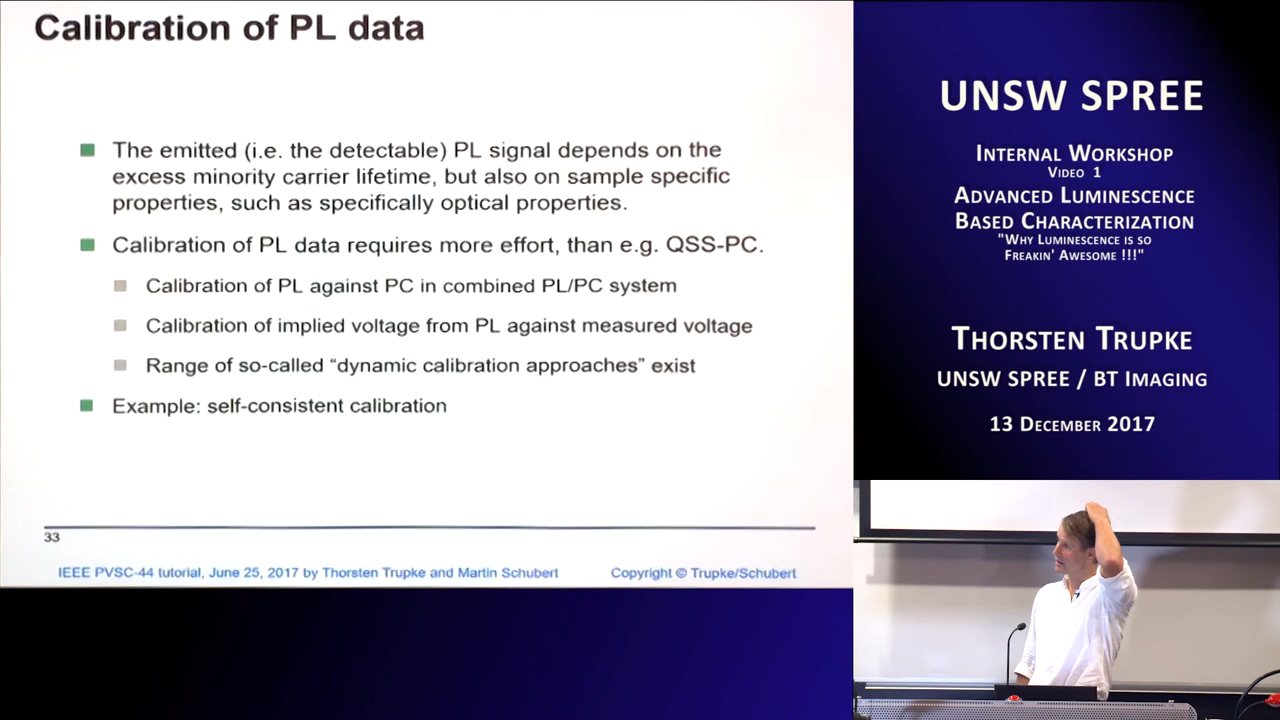 Calibration of PL data
The emitted (i.e. the detectable) PL signal depends on the
excess minority carrier lifetime, but also on sample specific
properties, such as specifically optical properties.
Calibration of PL data requires more effort, than e.g. QSS-PC.
Calibration of PL against PC in combined PL/PC system
Calibration of implied voltage from PL against measured voltage
Range of so-called “dynamic calibration approaches” exist
Example: self-consistent calibration
33
IEEE PVSC-44 tutorial, June 25, 2017 by Thorsten Trupke and Martin Schubert
Copyright © Trupke/Schubert
UNSW SPREE
Internal Workshop
Video 1
Advanced Luminescence
Based Characterization
"Why Luminescence is so
Freakin' Awesome !!!"
Thorsten Trupke
UNSW SPREE / BT Imaging
13 December 2017